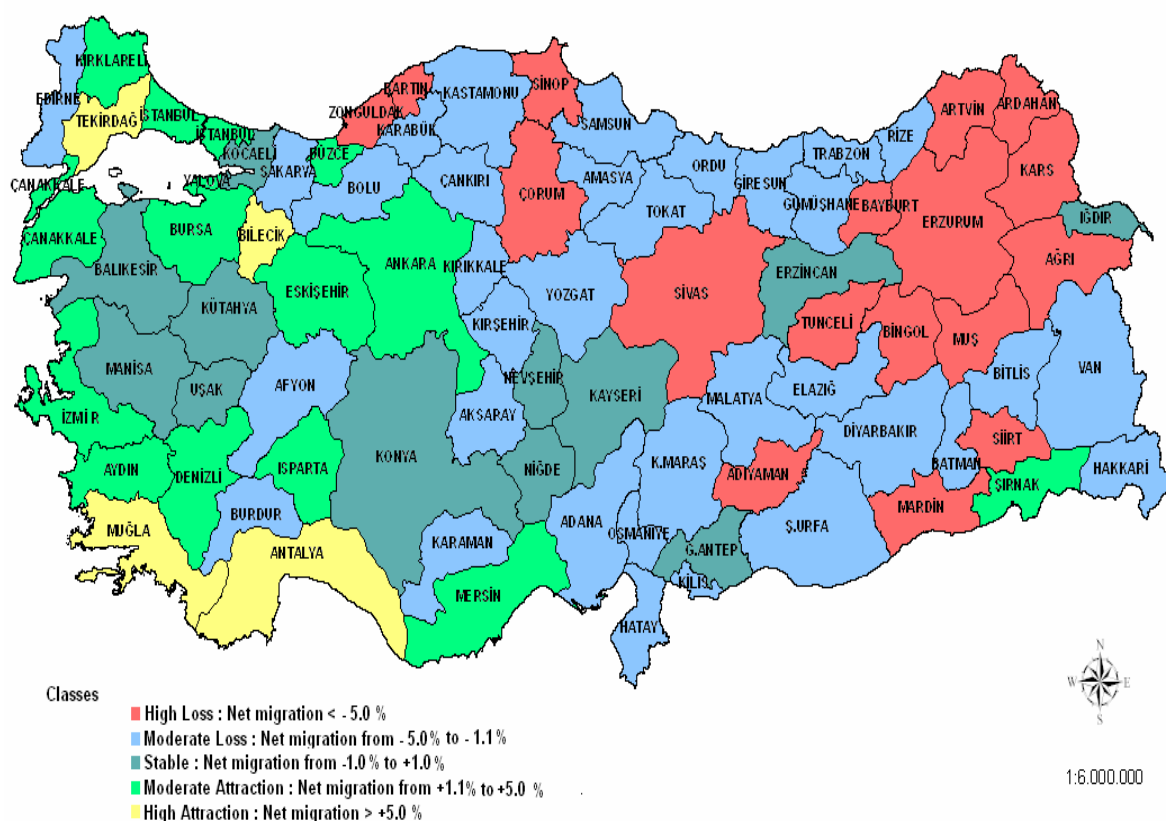 KIRKLARELİ
EDİRNE
TEKİRDAĞ
İSTANBUL
İSTANBUL
KOCAELİ
YALOVA
SAKARYA
DÜZCE
ZONGULDAK
BARTIN
KARABÜK
KASTAMONU
SİNOP
SAMSUN
BOLU
ÇANKIRI
ÇORUM
AMASYA
ORDU
GİRESUN
TRABZON
RİZE
ARTVİN
ARDAHAN
KARS
GÜMÜŞHANE
BAYBURT
ERZURUM
IĞDIR
AĞRI
TOKAT
ÇANAKKALE
ÇANAKKALE
BURSA
BİLECİK
BALIKESİR
KÜTAHYA
ESKİŞEHİR
ANKARA
KIRIKKALE
YOZGAT
SİVAS
ERZİNCAN
TUNCELİ
BİNGOL
MUŞ
BİTLİS
VAN
KIRŞEHİR
NEVŞEHİR
KAYSERİ
MALATYA
ELAZIĞ
MANİSA
UŞAK
AFYON
AKSARAY
İZMİR
KONYA
NİĞDE
K.MARAŞ
ADIYAMAN
DİYARBAKIR
BATMAN
SİİRT
ŞIRNAK
HAKKARİ
MARDİN
AYDIN
DENİZLİ
ISPARTA
BURDUR
MUĞLA
ANTALYA
KARAMAN
MERSİN
ADANA
OSMANİYE
G.ANTEP
KİLİS
Ş.URFA
HATAY
N
W E
S
Classes
High Loss : Net migration < - 5.0 %
Moderate Loss : Net migration from - 5.0% to - 1.1%
Stable : Net migration from -1.0% to +1.0%
Moderate Attraction : Net migration from +1.1% to +5.0 %
High Attraction : Net migration > +5.0 %
1:6.000.000